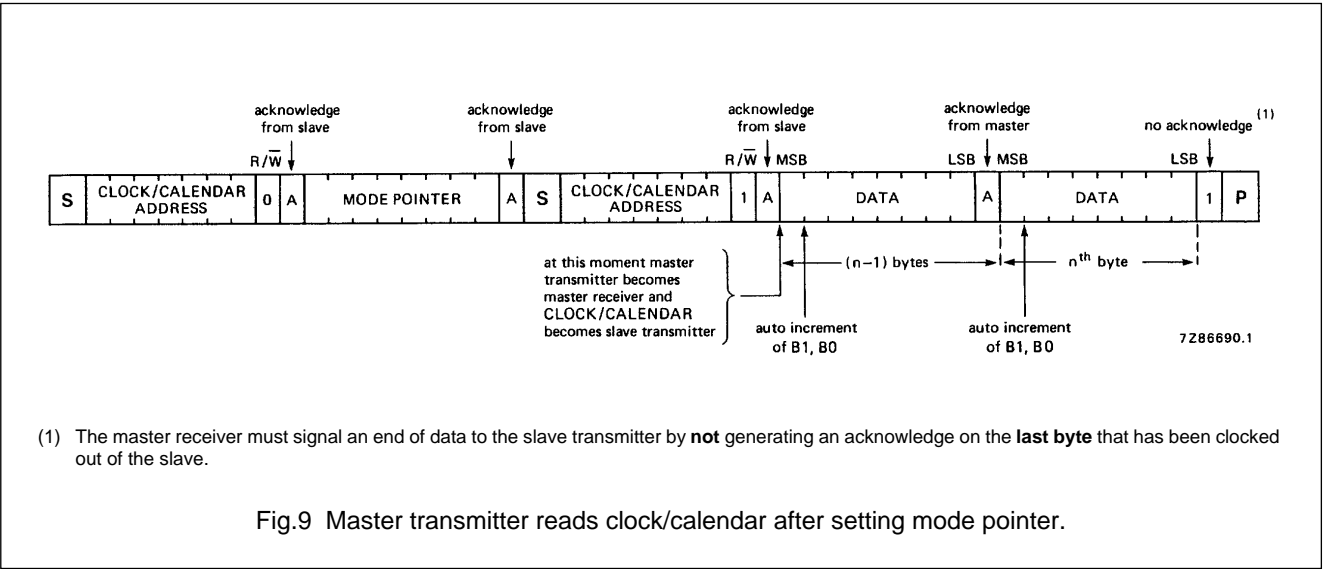 acknowledge
from slave
acknowledge
from slave
acknowledge
from slave
acknowledge
from master
no acknowledge (1)
R/W̅
R/W̅ MSB
LSB MSB
LSB
S
CLOCK/CALENDAR
ADDRESS
0
A
MODE POINTER
A
S
CLOCK/CALENDAR
ADDRESS
1
A
DATA
A
DATA
1
P
at this moment master
transmitter becomes
master receiver and
CLOCK/CALENDAR
becomes slave transmitter
(n−1) bytes
nth byte
auto increment
of B1, B0
auto increment
of B1, B0
7Z86690.1
(1) The master receiver must signal an end of data to the slave transmitter by not generating an acknowledge on the last byte that has been clocked
out of the slave.
Fig.9 Master transmitter reads clock/calendar after setting mode pointer.